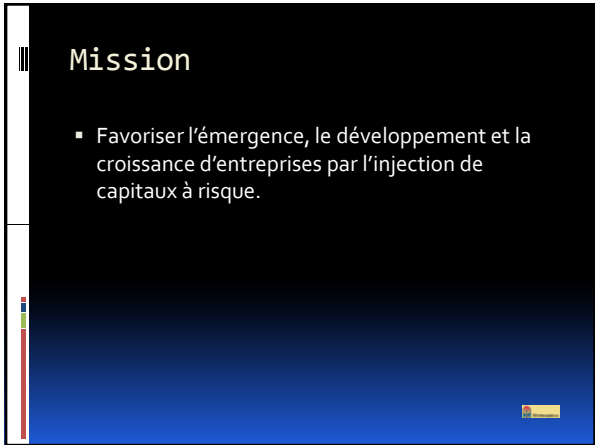 Mission
▪ Favoriser l’émergence, le développement et la
croissance d’entreprises par l’injection de
capitaux à risque.